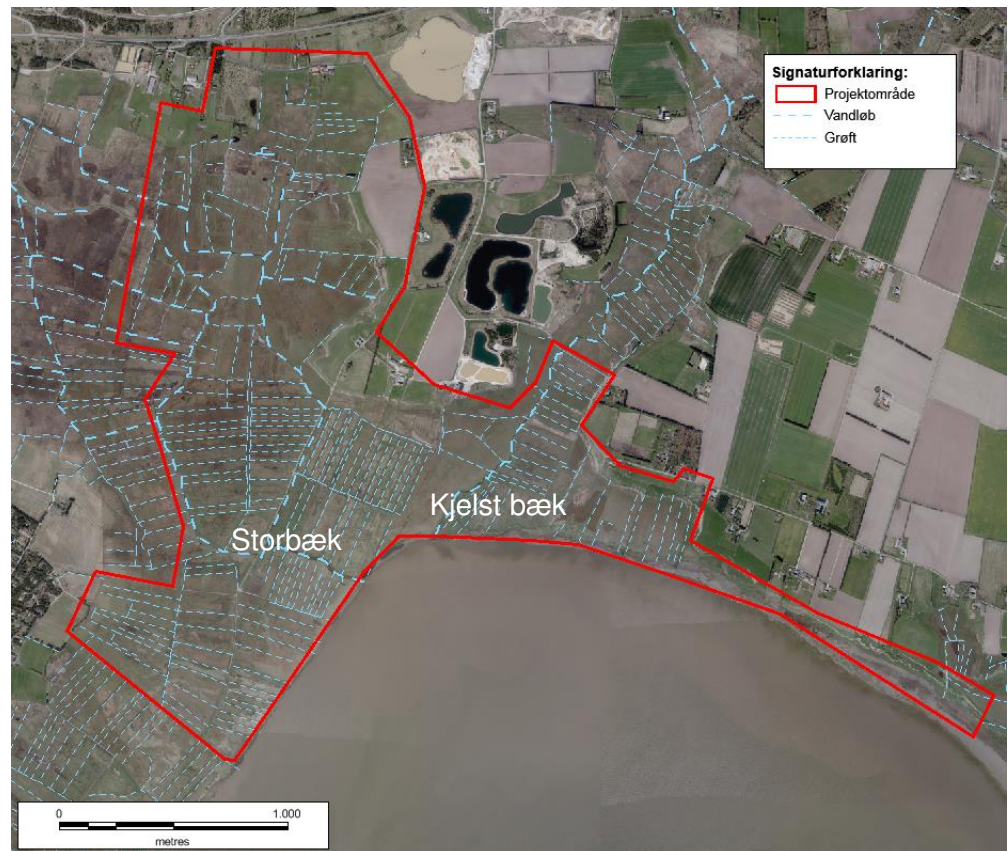 Signaturforklaring:
Projektområde
Vandløb
Grøft
Kjelst bæk
Storbæk
0 1.000
metres